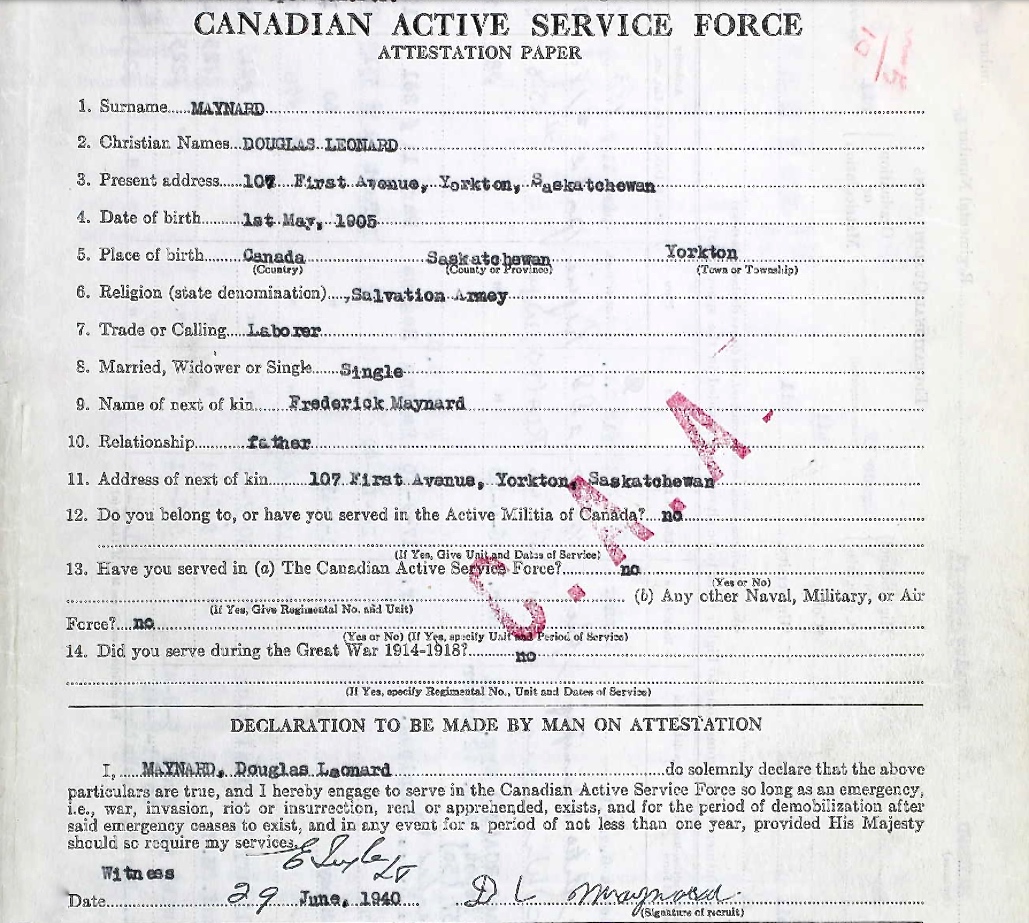 CANADIAN ACTIVE SERVICE FORCE
ATTESTATION PAPER
1. Surname.....MAYNARD
2. Christian Names...DOUGLAS LEONARD
3. Present address.....107 First Avenue, Yorkton, Saskatchewan
4. Date of birth.......1st May, 1905
5. Place of birth...Canada Saskatchewan Yorkton
(Country) (County or Province) (Town or Township)
6. Religion (state denomination)....,Salvation Armey
7. Trade or Calling....Laborer
8. Married, Widower or Single.....Single
9. Name of next of kin..... Frederick Maynard
10. Relationship.........father
11. Address of next of kin.......107 First Avenue, Yorkton, Saskatchewan
12. Do you belong to, or have you served in the Active Militia of Canada?...no
(If Yes, Give Unit and Dates of Service)
13. Have you served in (a) The Canadian Active Service Force?..........no
(Yes or No)
(b) Any other Naval, Military, or Air
(If Yes, Give Regimental No. and Unit)
Force?...no
(Yes or No) (If Yes, specify Unit and Period of Service)
14. Did you serve during the Great War 1914-1918?.........no
(If Yes, specify Regimental No., Unit and Dates of Service)
C.A.A.
DECLARATION TO BE MADE BY MAN ON ATTESTATION
I, .....MAYNARD, Douglas Leonard.....do solemnly declare that the above
particulars are true, and I hereby engage to serve in the Canadian Active Service Force so long as an emergency,
i.e., war, invasion, riot or insurrection, real or apprehended, exists, and for the period of demobilization after
said emergency ceases to exist, and in any event for a period of not less than one year, provided His Majesty
should so require my services.
Witness
Date.......29 June, 1940 D L Maynard
(Signature of recruit)